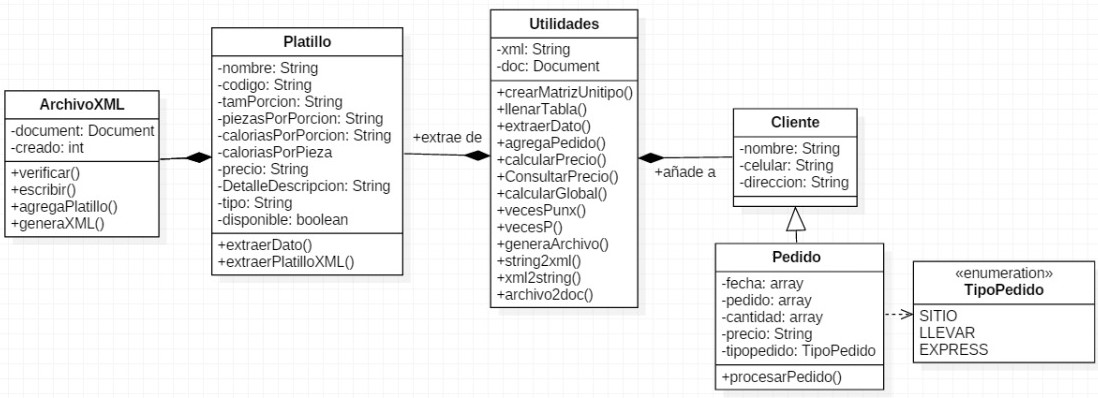 ArchivoXML
-document: Document
-creado: int
+verificar()
+escribir()
+agregaPlatillo()
+generaXML()
Platillo
-nombre: String
-codigo: String
-tamPorcion: String
-piezasPorPorcion: String
-caloriasPorPorcion: String
-caloriasPorPieza
-precio: String
-DetalleDescripcion: String
-tipo: String
-disponible: boolean
+extraerDato()
+extraerPlatilloXML()
+extrae de
Utilidades
-xml: String
-doc: Document
+crearMatrizUnitipo()
+llenarTabla()
+extraerDato()
+agregaPedido()
+calcularPrecio()
+ConsultarPrecio()
+calcularGlobal()
+vecesPunx()
+vecesP()
+generaArchivo()
+string2xml()
+xml2string()
+archivo2doc()
+añade a
Cliente
-nombre: String
-celular: String
-direccion: String
Pedido
-fecha: array
-pedido: array
-cantidad: array
-precio: String
-tipopedido: TipoPedido
+procesarPedido()
«enumeration»
TipoPedido
SITIO
LLEVAR
EXPRESS